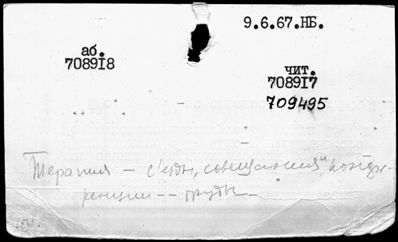 9.6.67.НБ.
аб.
708918
чит.
708917
709495
Терапия – съезды, совещания и конфе-
ренции -- труды